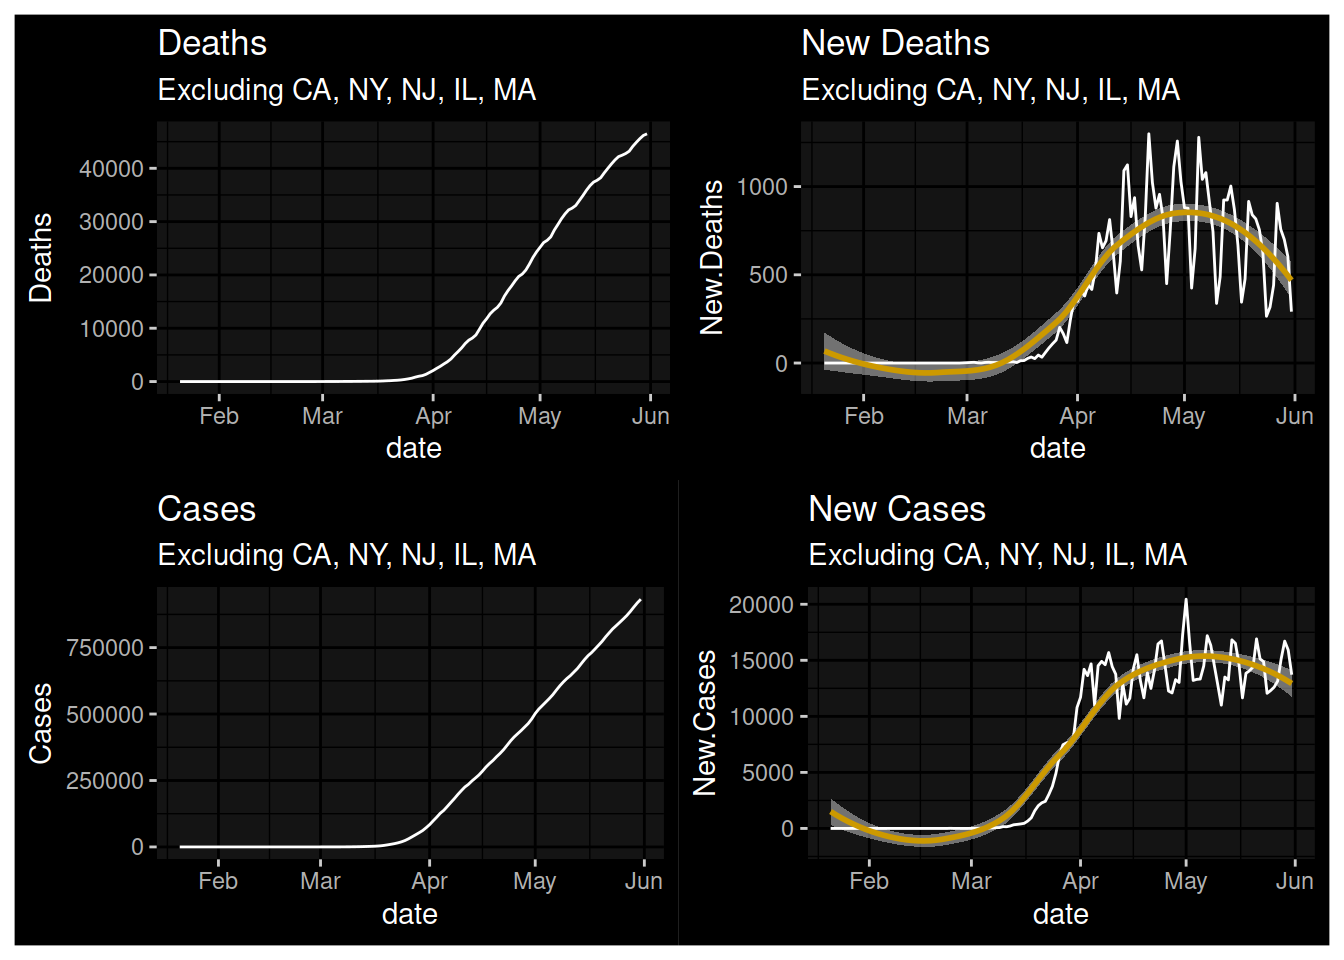 Deaths
Excluding CA, NY, NJ, IL, MA
Deaths
40000
30000
20000
10000
0
Feb Mar Apr May Jun
date
New Deaths
Excluding CA, NY, NJ, IL, MA
New.Deaths
1000
500
0
Feb Mar Apr May Jun
date
Cases
Excluding CA, NY, NJ, IL, MA
Cases
750000
500000
250000
0
Feb Mar Apr May Jun
date
New Cases
Excluding CA, NY, NJ, IL, MA
New.Cases
20000
15000
10000
5000
0
Feb Mar Apr May Jun
date